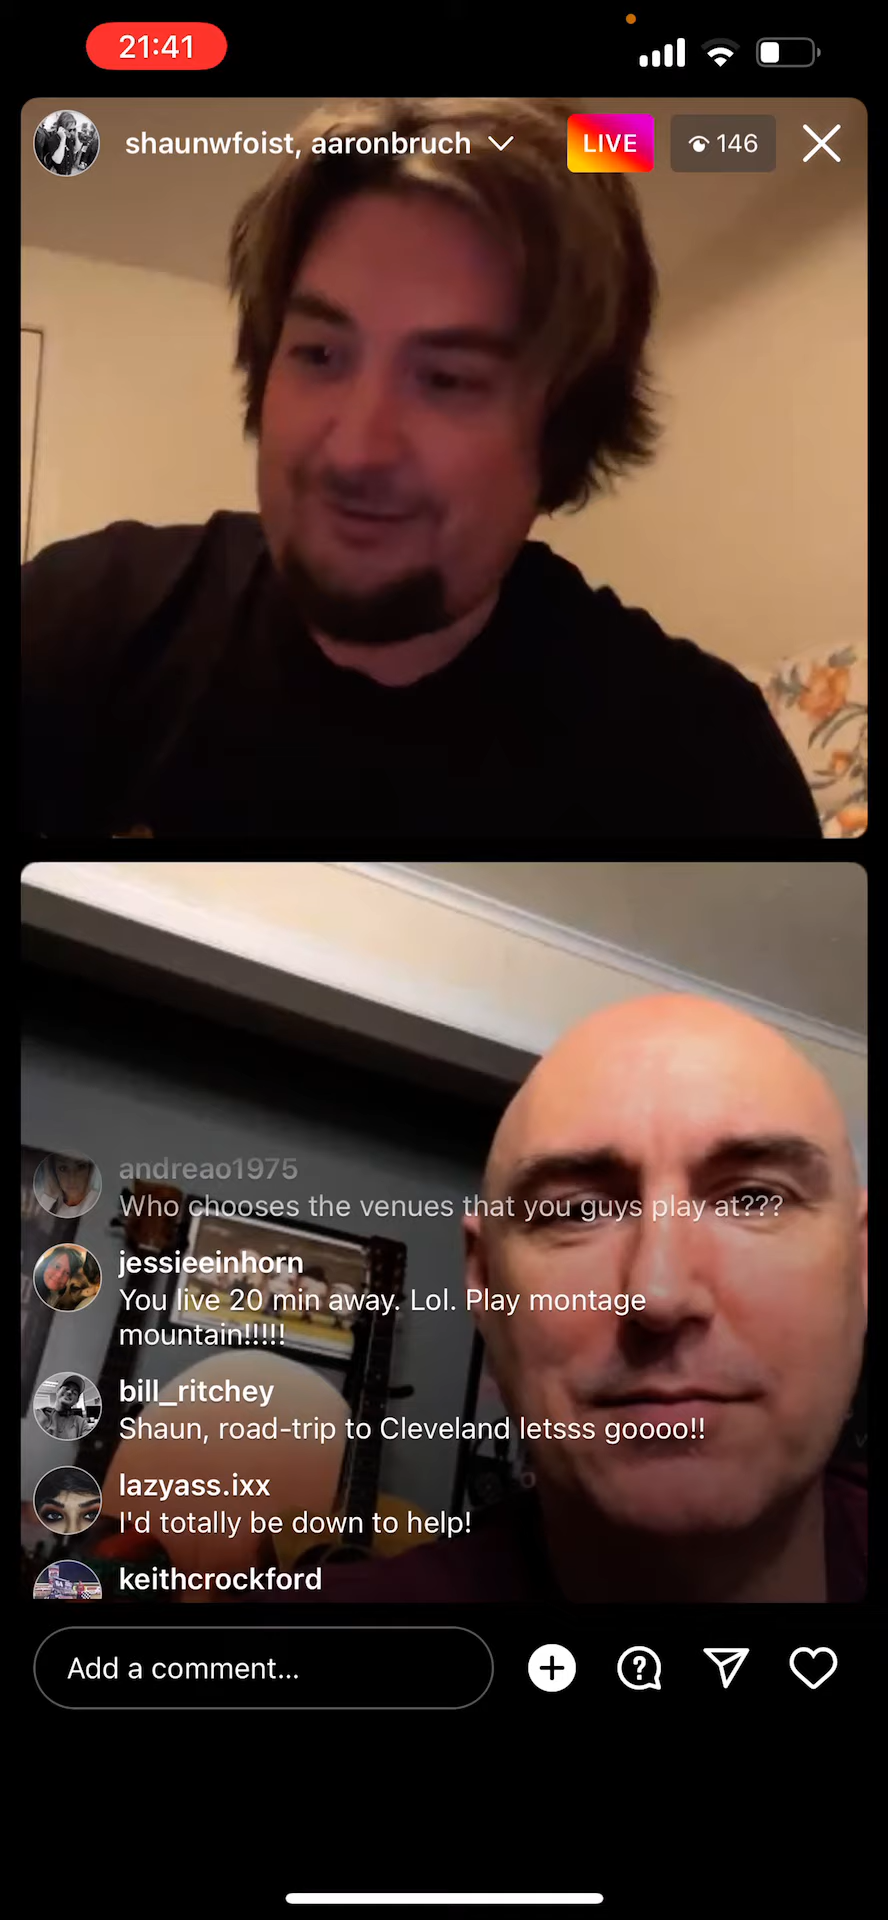 21:41
shaunwfoist, aaronbruch
LIVE
146
andreao1975
Who chooses the venues that you guys play at???
jessieeinhorn
You live 20 min away. Lol. Play montage
mountain!!!!!
bill_ritchey
Shaun, road-trip to Cleveland letsss goooo!!
lazyass.ixx
I'd totally be down to help!
keithcrockford
Add a comment...